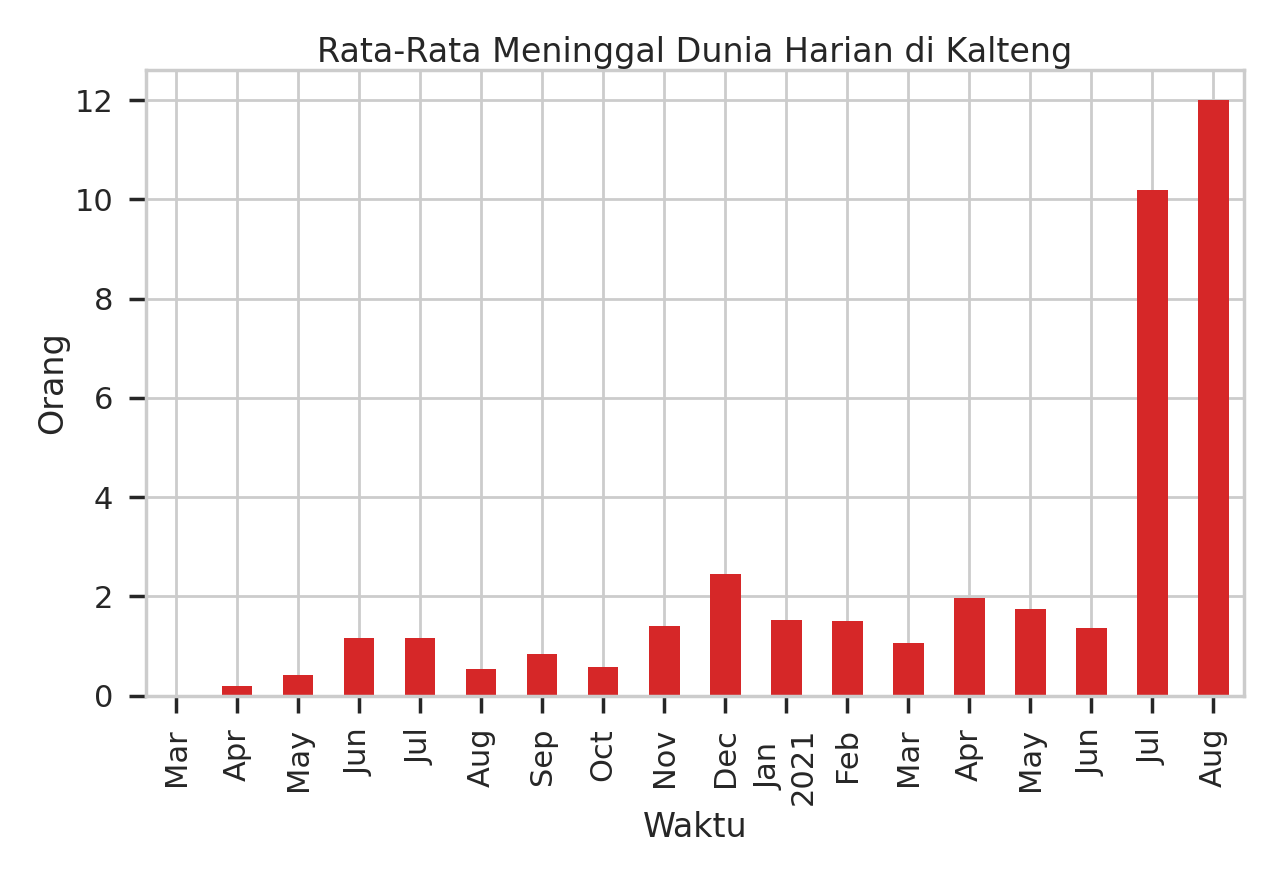 Rata-Rata Meninggal Dunia Harian di Kalteng
12
10
8
6
4
2
0
Orang
Mar
Apr
May
Jun
Jul
Aug
Sep
Oct
Nov
Dec
Jan
2021
Feb
Mar
Apr
May
Jun
Jul
Aug
Waktu